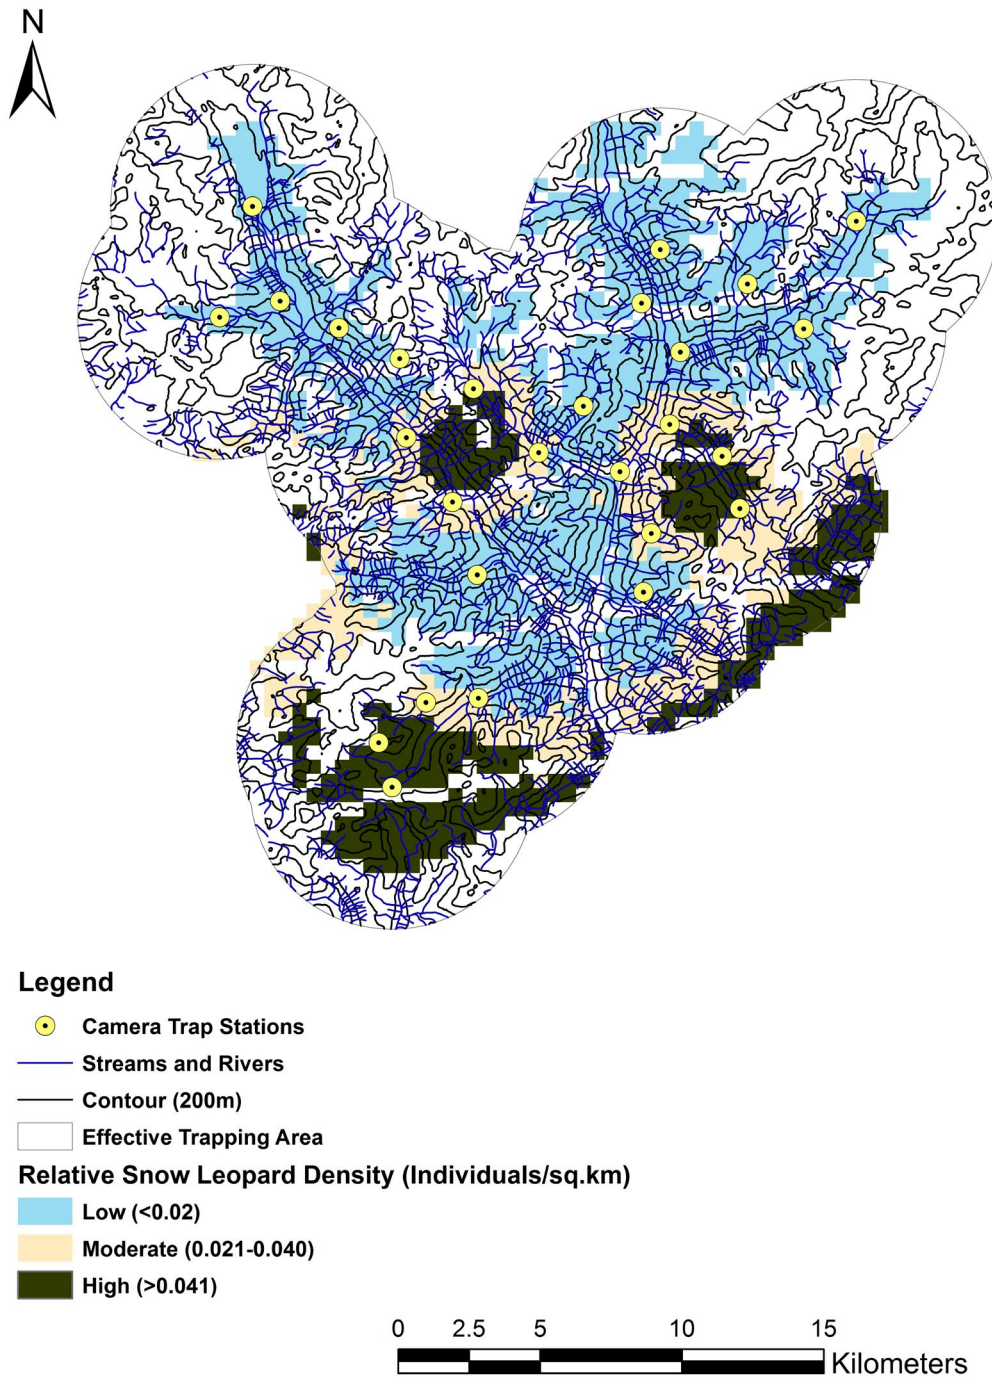 N
Legend
Camera Trap Stations
Streams and Rivers
Contour (200m)
Effective Trapping Area
Relative Snow Leopard Density (Individuals/sq.km)
Low (<0.02)
Moderate (0.021-0.040)
High (>0.041)
0 2.5 5 10 15
Kilometers